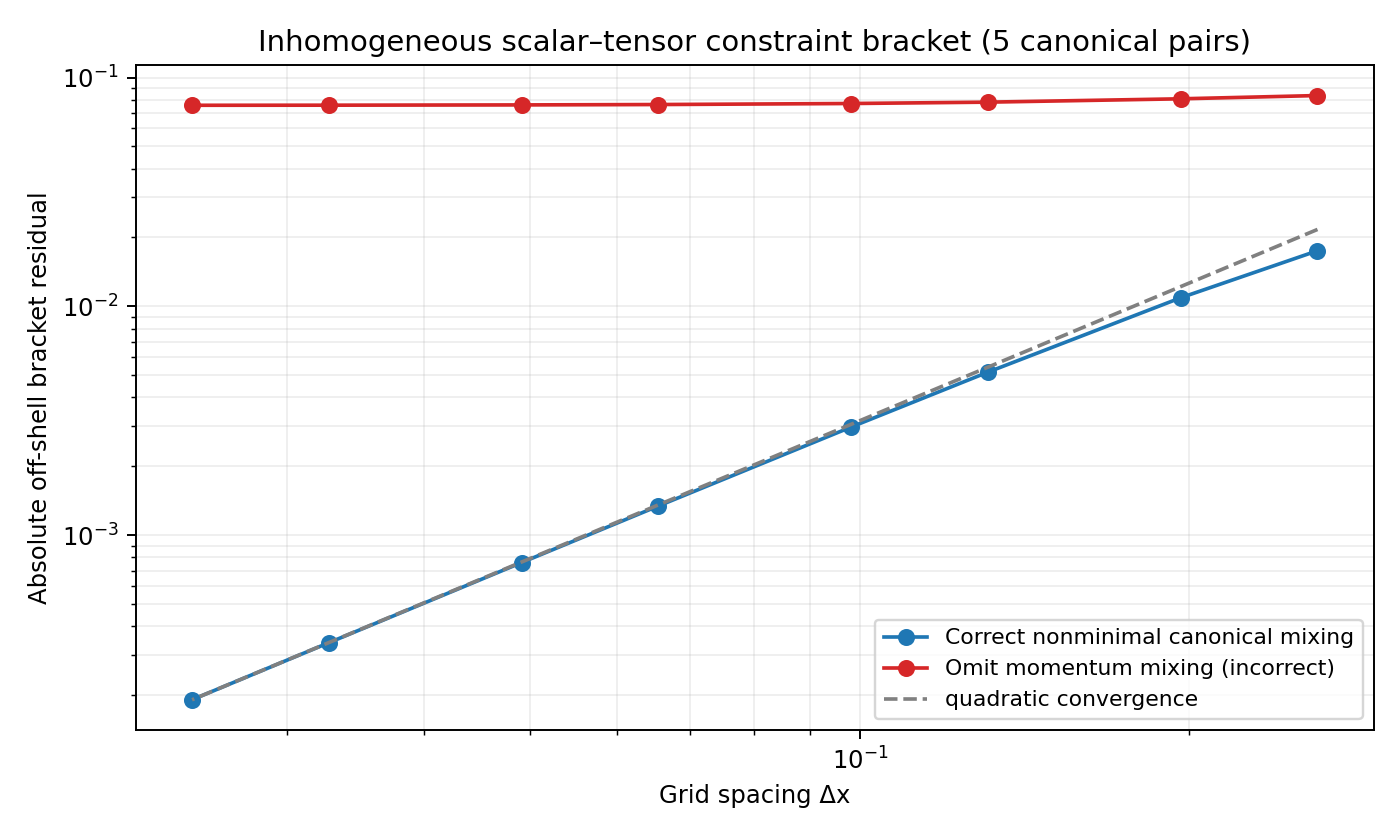 Inhomogeneous scalar–tensor constraint bracket (5 canonical pairs)
Absolute off-shell bracket residual
10⁻¹
10⁻²
10⁻³
Correct nonminimal canonical mixing
Omit momentum mixing (incorrect)
quadratic convergence
10⁻¹
Grid spacing Δx